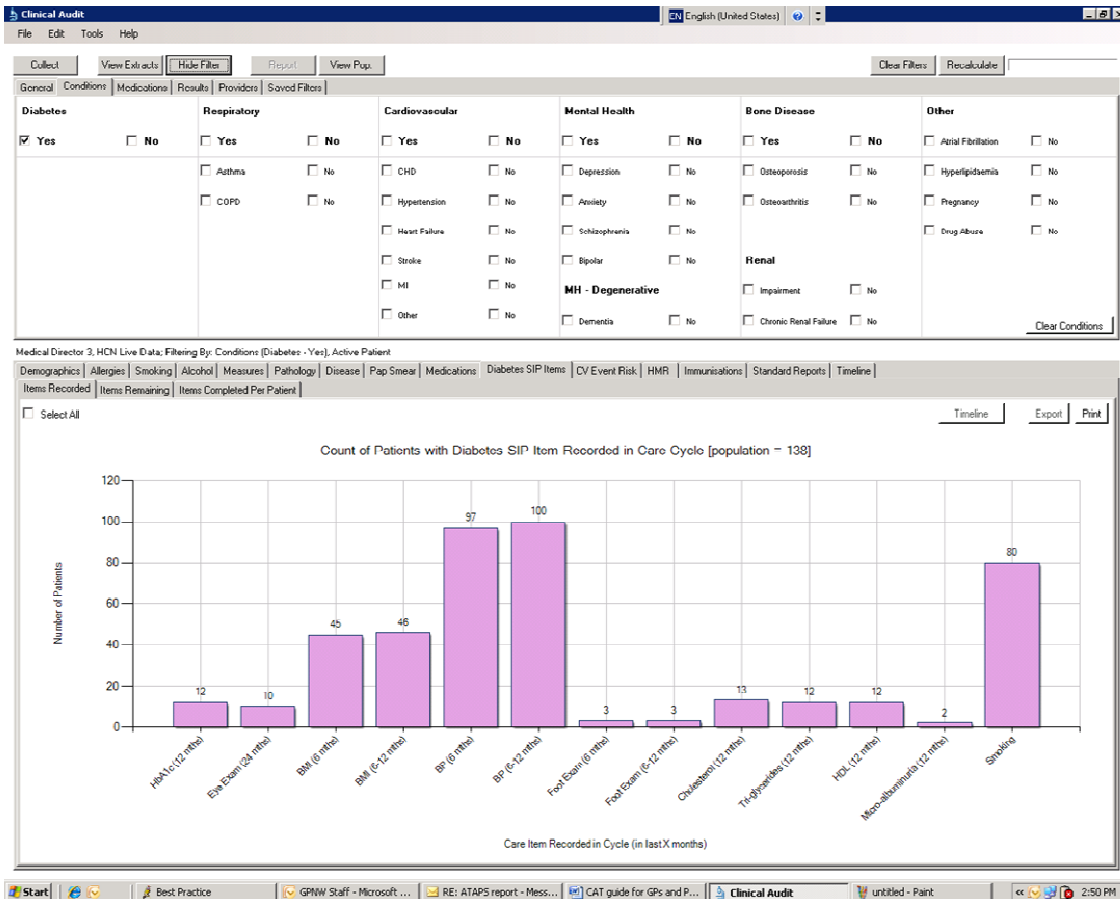 Clinical Audit
EN English (United States)
File Edit Tools Help
Collect View Extracts Hide Filter Report View Pop. Clear Filters Recalculate
General Conditions Medications Results Providers Saved Filters
Diabetes Respiratory Cardiovascular Mental Health Bone Disease Other
Yes No Yes No Yes No Yes No Yes No Atrial Fibrillation No
Asthma No CHD No Depression No Osteoporosis No Hyperlipidaemia No
COPD No Hypertension No Anxiety No Osteoarthritis No Pregnancy No
Heart Failure No Schizophrenia No Drug Abuse No
Stroke No Bipolar No Renal
MI No MH - Degenerative Impairment No
Other No Dementia No Chronic Renal Failure No Clear Conditions
Medical Director 3, HCN Live Data; Filtering By: Conditions (Diabetes - Yes), Active Patient
Demographics Allergies Smoking Alcohol Measures Pathology Disease Pap Smear Medications Diabetes SIP Items CV Event Risk HMR Immunisations Standard Reports Timeline
Items Recorded Items Remaining Items Completed Per Patient
Select All Timeline Export Print
Count of Patients with Diabetes SIP Item Recorded in Care Cycle [population = 138]
Number of Patients
120
100
80
60
40
20
0
12 10 45 46 97 100 3 3 13 12 12 2 80
HbA1c (12 mths) Eye Exam (24 mths) BMI (6 mths) BMI (6-12 mths) BP (6 mths) BP (6-12 mths) Foot Exam (6 mths) Foot Exam (6-12 mths) Cholesterol (12 mths) Tri-glycerides (12 mths) HDL (12 mths) Micro-albuminuria (12 mths) Smoking
Care Item Recorded in Cycle (in last X months)
Start Best Practice GPNW Staff - Microsoft ... RE: ATAPS report - Mess... CAT guide for GPs and P... Clinical Audit untitled - Paint 2:50 PM